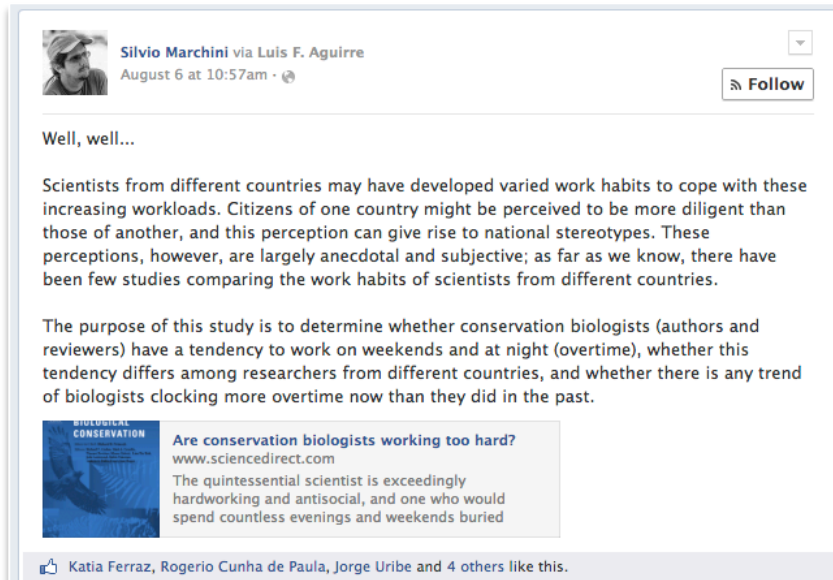 Silvio Marchini via Luis F. Aguirre
August 6 at 10:57am ·
Follow
Well, well...
Scientists from different countries may have developed varied work habits to cope with these
increasing workloads. Citizens of one country might be perceived to be more diligent than
those of another, and this perception can give rise to national stereotypes. These
perceptions, however, are largely anecdotal and subjective; as far as we know, there have
been few studies comparing the work habits of scientists from different countries.
The purpose of this study is to determine whether conservation biologists (authors and
reviewers) have a tendency to work on weekends and at night (overtime), whether this
tendency differs among researchers from different countries, and whether there is any trend
of biologists clocking more overtime now than they did in the past.
BIOLOGICAL
CONSERVATION
Are conservation biologists working too hard?
www.sciencedirect.com
The quintessential scientist is exceedingly
hardworking and antisocial, and one who would
spend countless evenings and weekends buried
Katia Ferraz, Rogerio Cunha de Paula, Jorge Uribe and 4 others like this.